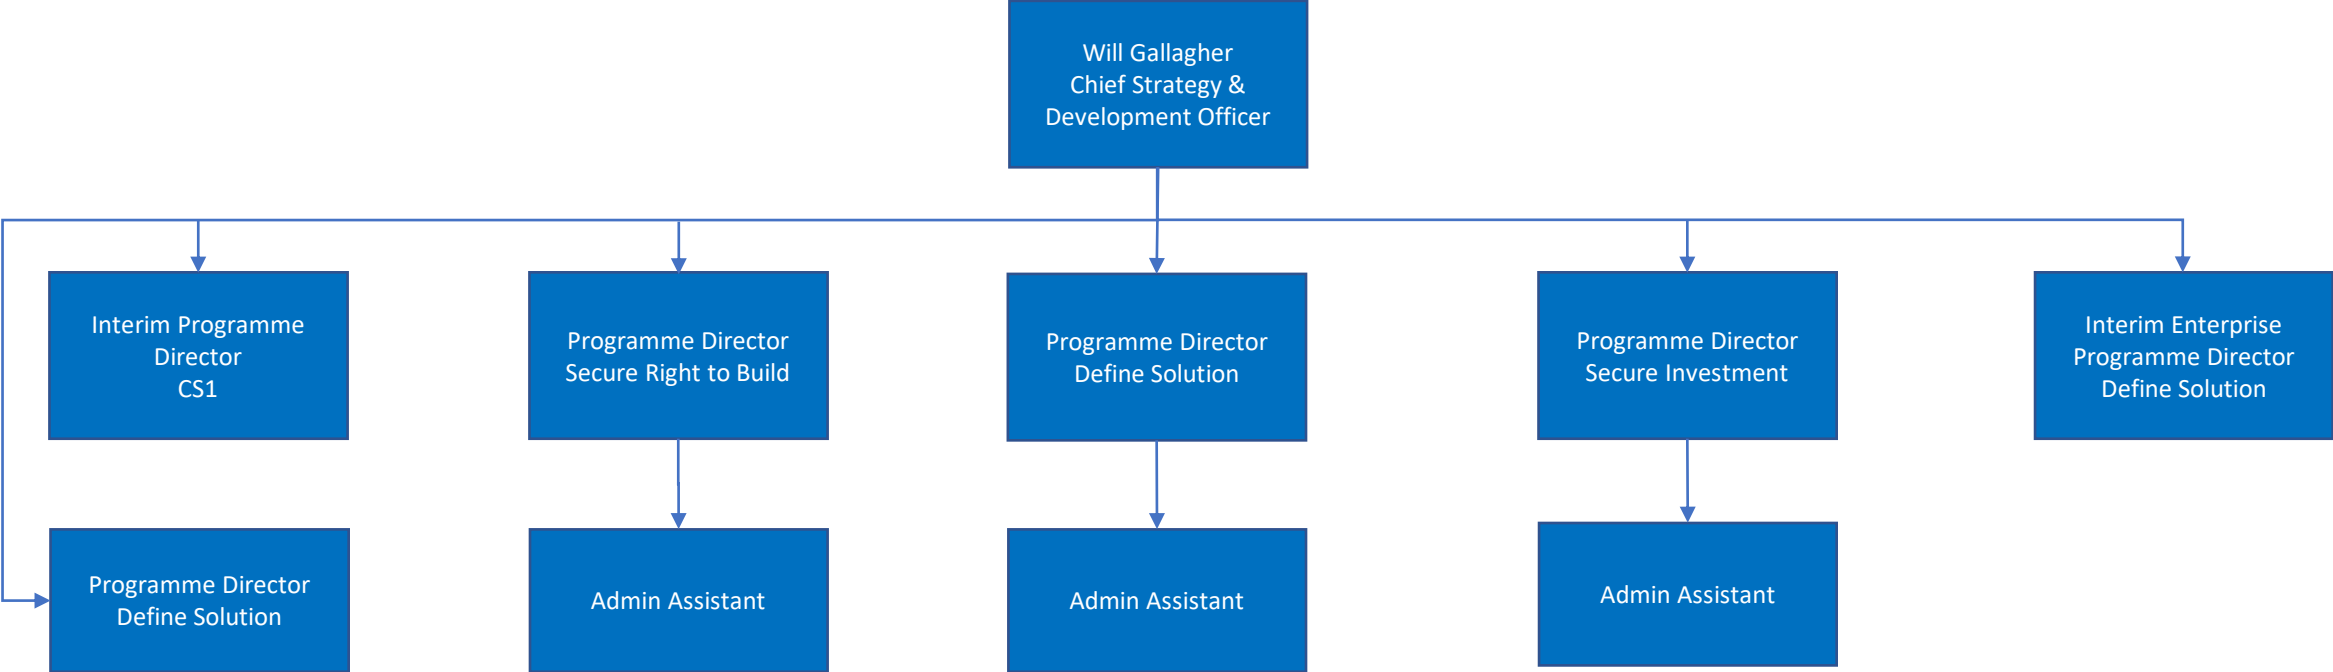 Will Gallagher
Chief Strategy &
Development Officer
Interim Programme
Director
CS1
Programme Director
Secure Right to Build
Programme Director
Define Solution
Programme Director
Secure Investment
Interim Enterprise
Programme Director
Define Solution
Programme Director
Define Solution
Admin Assistant
Admin Assistant
Admin Assistant